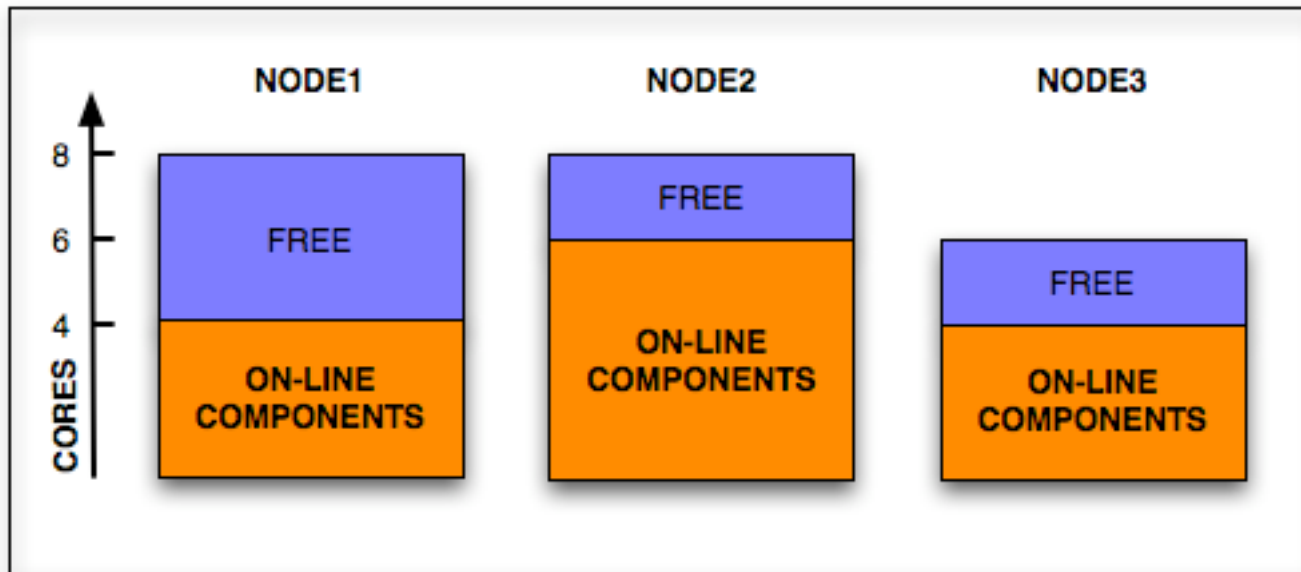 NODE1
NODE2
NODE3
8
6
4
CORES
FREE
ON-LINE
COMPONENTS
FREE
ON-LINE
COMPONENTS
FREE
ON-LINE
COMPONENTS